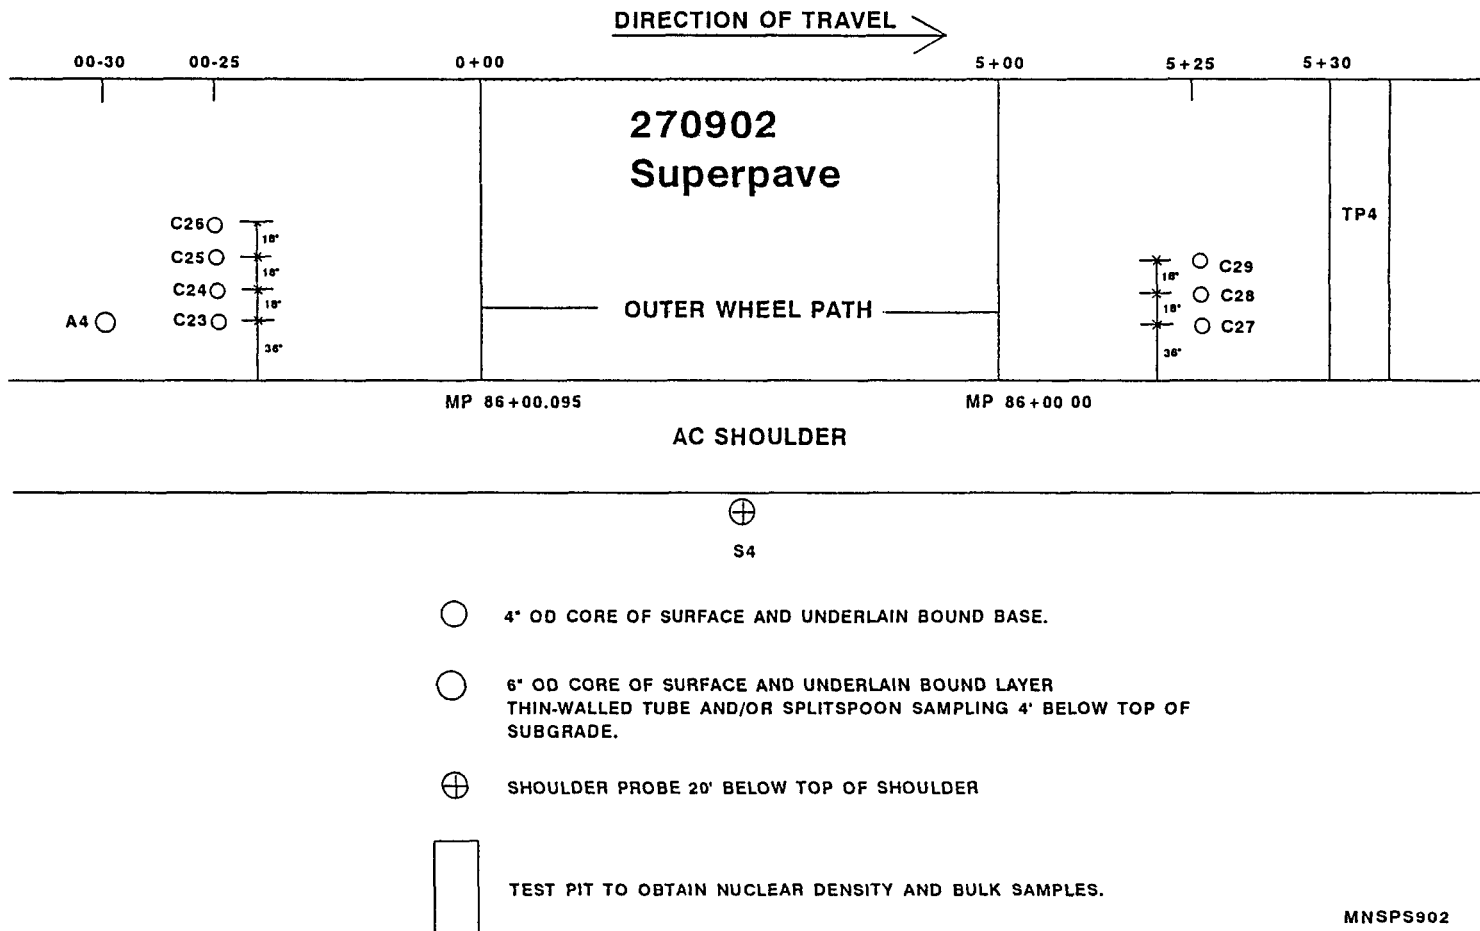 DIRECTION OF TRAVEL
00-30 00-25 0+00 5+00 5+25 5+30
270902
Superpave
C26
18"
C25
18"
C24
18"
A4
C23
36"
OUTER WHEEL PATH
TP4
C29
18"
C28
18"
C27
36"
MP 86+00.095
MP 86+00 00
AC SHOULDER
S4
4" OD CORE OF SURFACE AND UNDERLAIN BOUND BASE.
6" OD CORE OF SURFACE AND UNDERLAIN BOUND LAYER
THIN-WALLED TUBE AND/OR SPLITSPOON SAMPLING 4' BELOW TOP OF
SUBGRADE.
SHOULDER PROBE 20' BELOW TOP OF SHOULDER
TEST PIT TO OBTAIN NUCLEAR DENSITY AND BULK SAMPLES.
MNSPS902